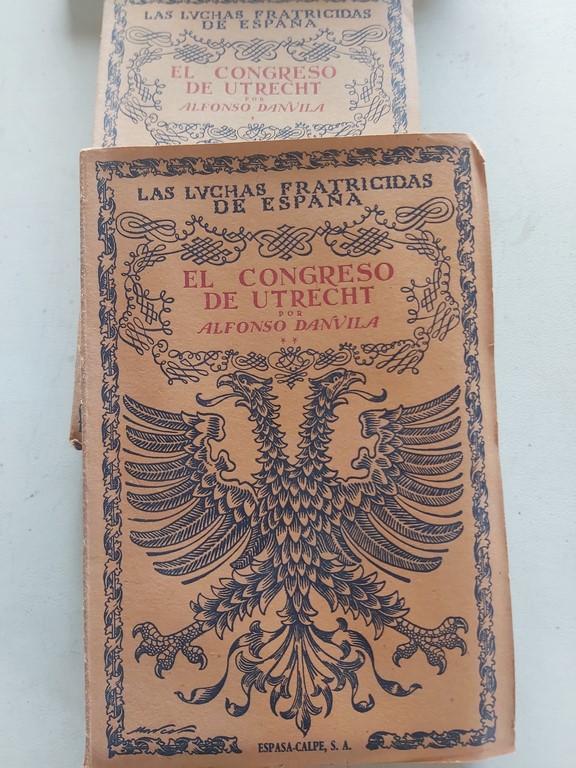 LAS LVCHAS FRATRICIDAS
DE ESPAÑA
EL CONGRESO
DE UTRECHT
POR
ALFONSO DANVILA
*
LAS LVCHAS FRATRICIDAS
DE ESPAÑA
EL CONGRESO
DE UTRECHT
POR
ALFONSO DANVILA
**
ESPASA-CALPE, S. A.